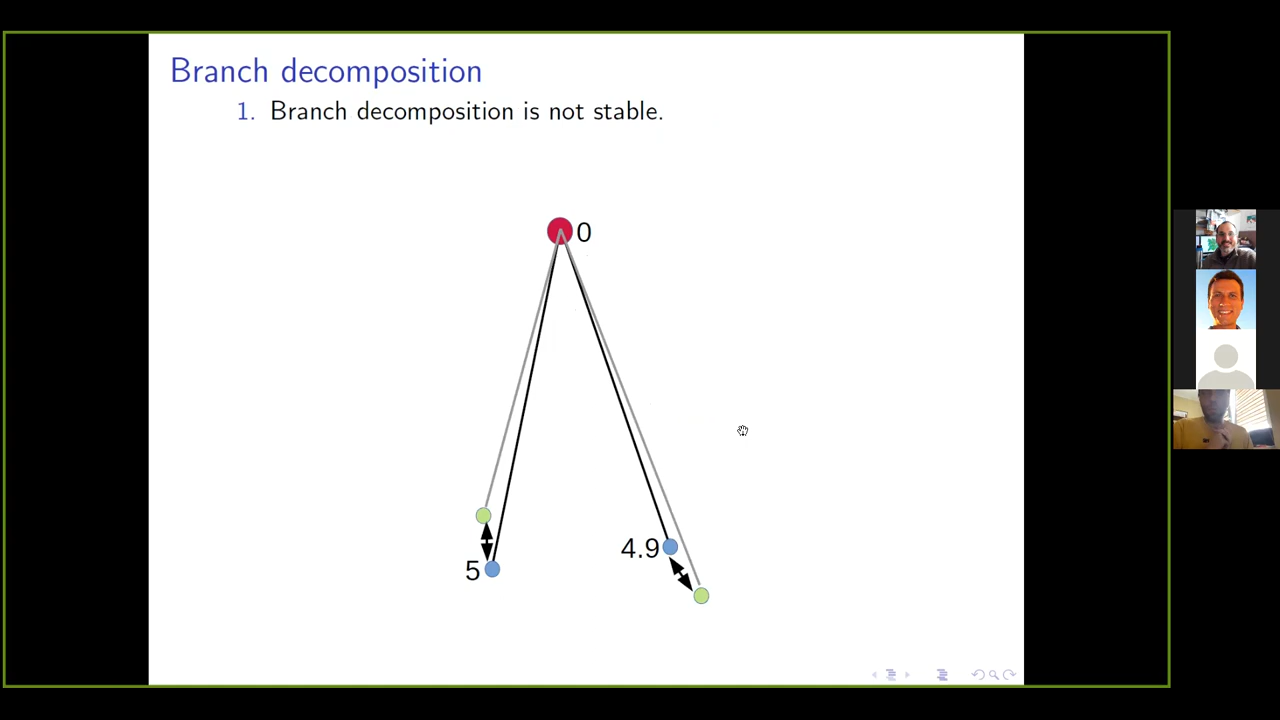 Branch decomposition
1. Branch decomposition is not stable.
0
4.9
5